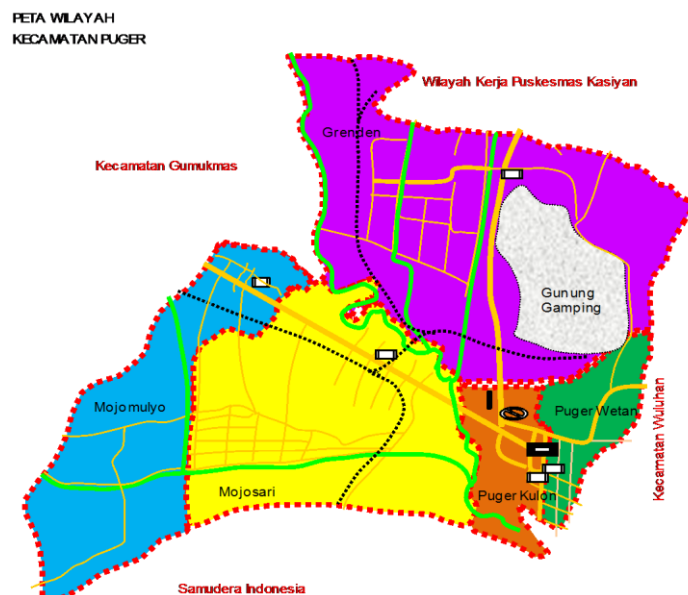 PETA WILAYAH
KECAMATAN PUGER
Wilayah Kerja Puskesmas Kasiyan
Grenden
Kecamatan Gumukmas
Gunung
Gamping
Mojomulyo
Puger Wetan
Mojosari
Puger Kulon
Kecamatan Wuluhan
Samudera Indonesia